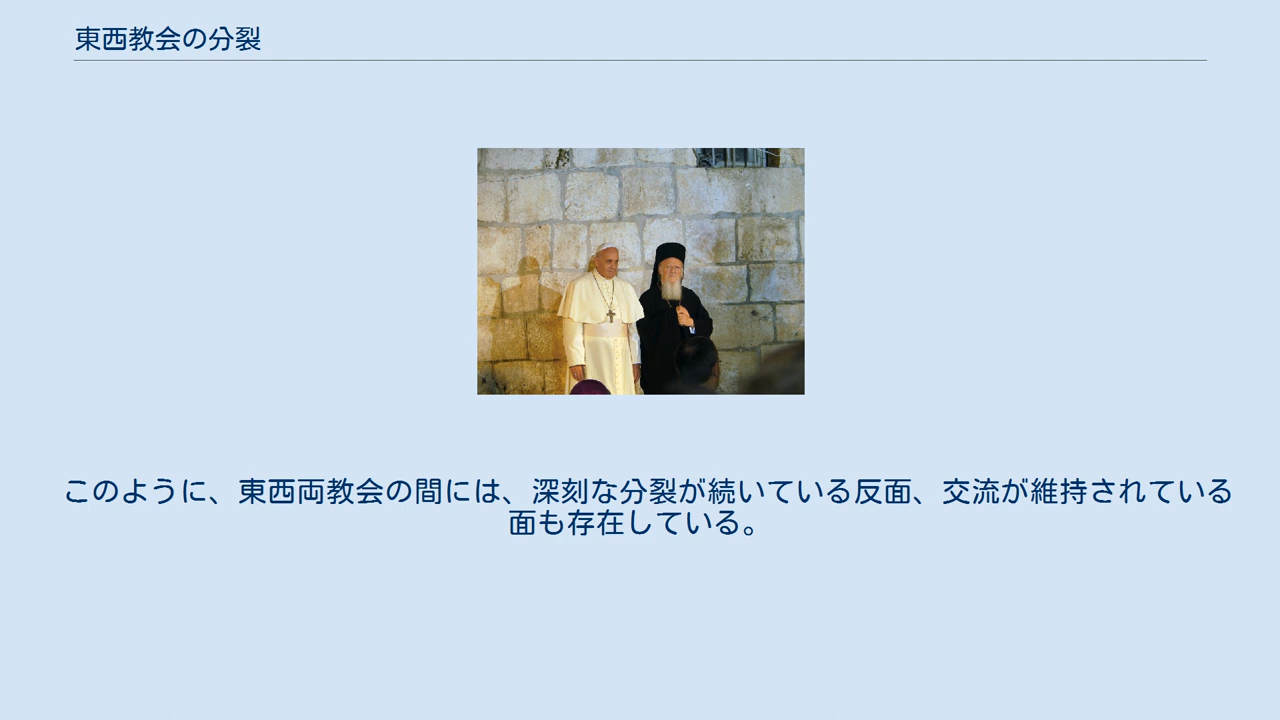 東西教会の分裂
このように、東西両教会の間には、深刻な分裂が続いている反面、交流が維持されている
面も存在している。